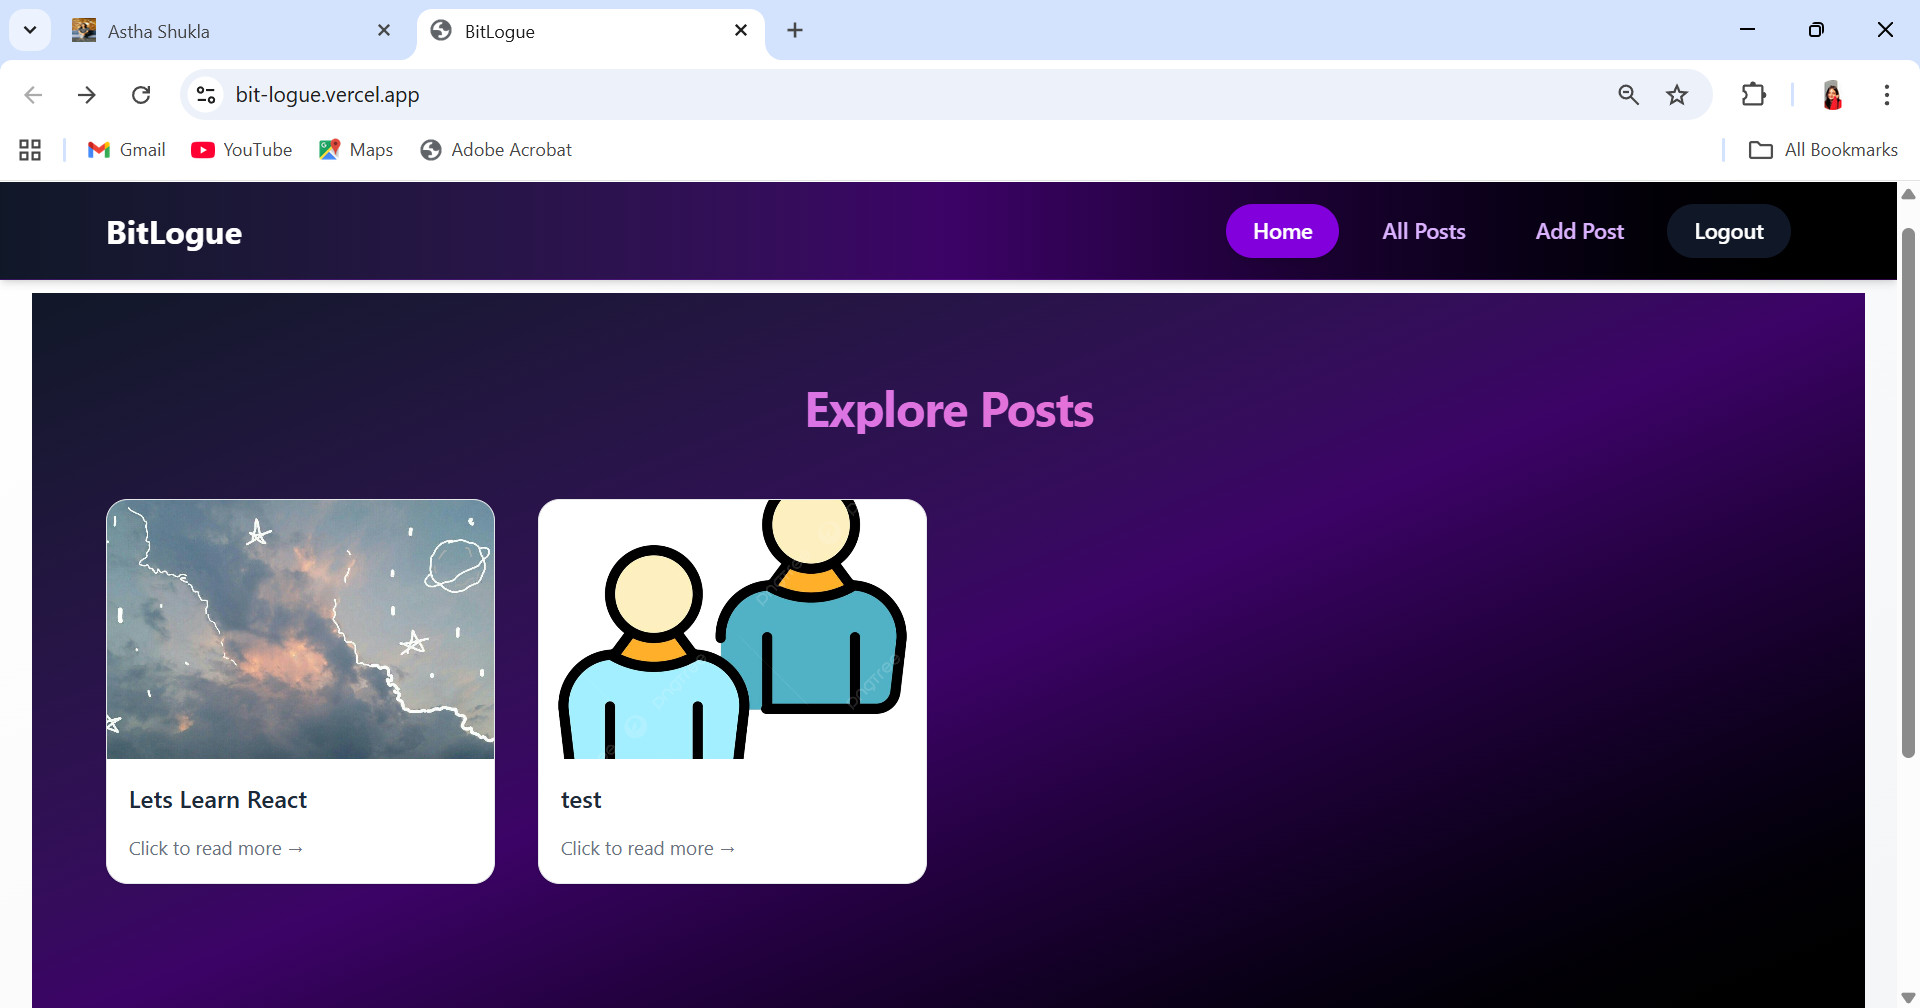 Astha Shukla
BitLogue
bit-logue.vercel.app
Gmail
YouTube
Maps
Adobe Acrobat
All Bookmarks
BitLogue
Home
All Posts
Add Post
Logout
Explore Posts
Lets Learn React
Click to read more →
test
Click to read more →